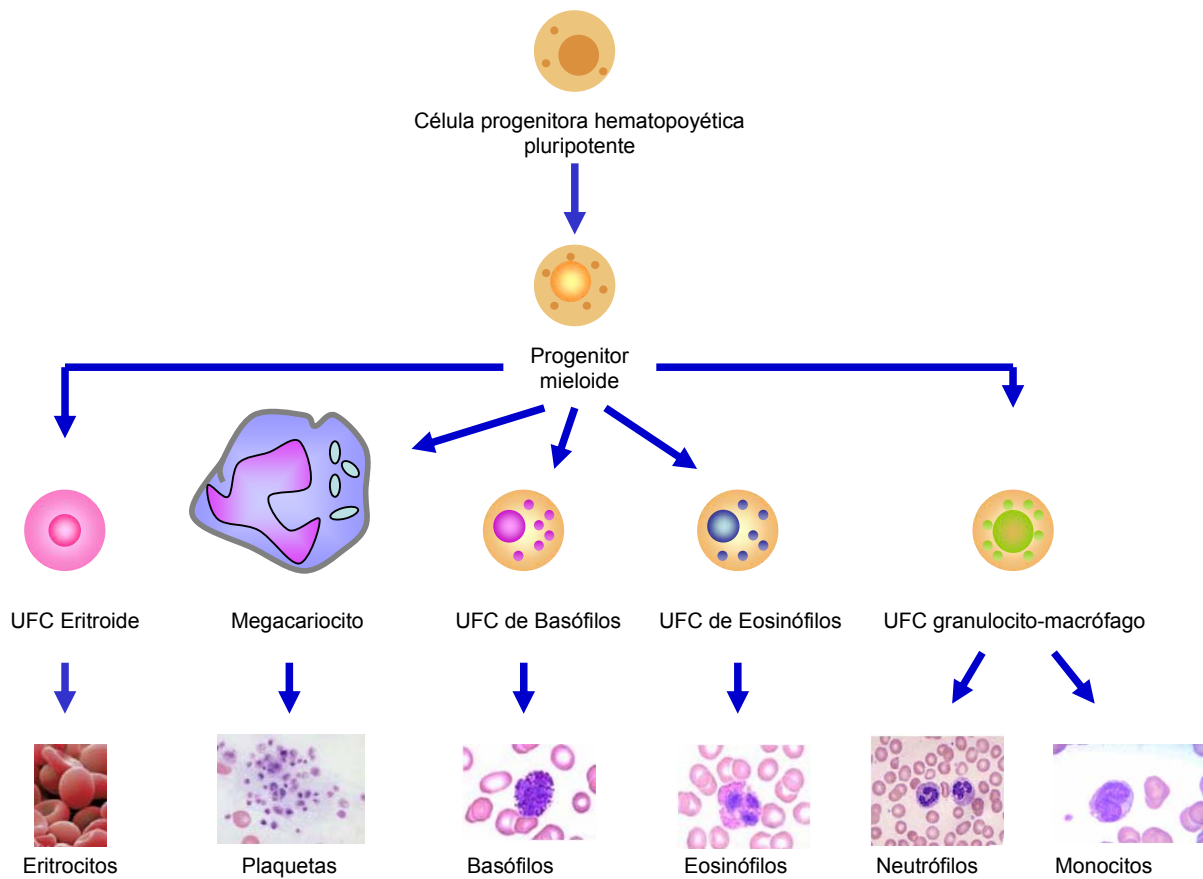 Célula progenitora hematopoyética
pluripotente
Progenitor
mieloide
UFC Eritroide
Megacariocito
UFC de Basófilos
UFC de Eosinófilos
UFC granulocito-macrófago
Eritrocitos
Plaquetas
Basófilos
Eosinófilos
Neutrófilos
Monocitos